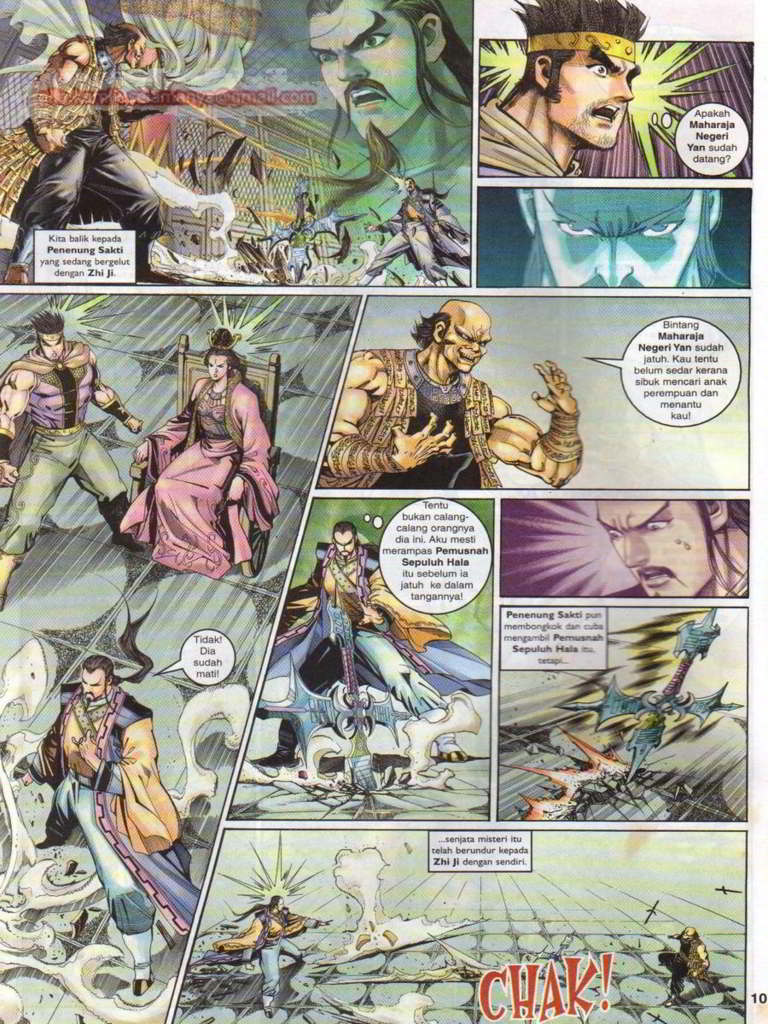 Kita balik kepada
Penenung Sakti
yang sedang bergelut
dengan Zhi Ji.
Apakah
Maharaja
Negeri
Yan sudah
datang?
Bintang
Maharaja
Negeri Yan sudah
jatuh. Kau tentu
belum sedar kerana
sibuk mencari anak
perempuan dan
menantu
kau!
Tidak!
Dia
sudah
mati!
Tentu
bukan calang-
calang orangnya
dia ini. Aku mesti
merampas Pemusnah
Sepuluh Hala
itu sebelum ia
jatuh ke dalam
tangannya!
Penenung Sakti pun
membongkok dan cuba
mengambil Pemusnah
Sepuluh Hala itu,
tetapi...
...senjata misteri itu
telah berundur kepada
Zhi Ji dengan sendiri.
CHAK!
10